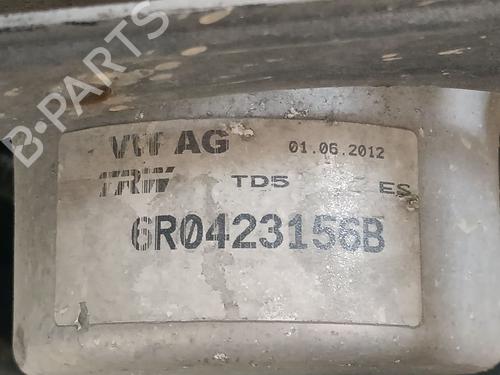 B-PARTS
VW AG 01.06.2012
TRW TD5 ES
6R0423156B